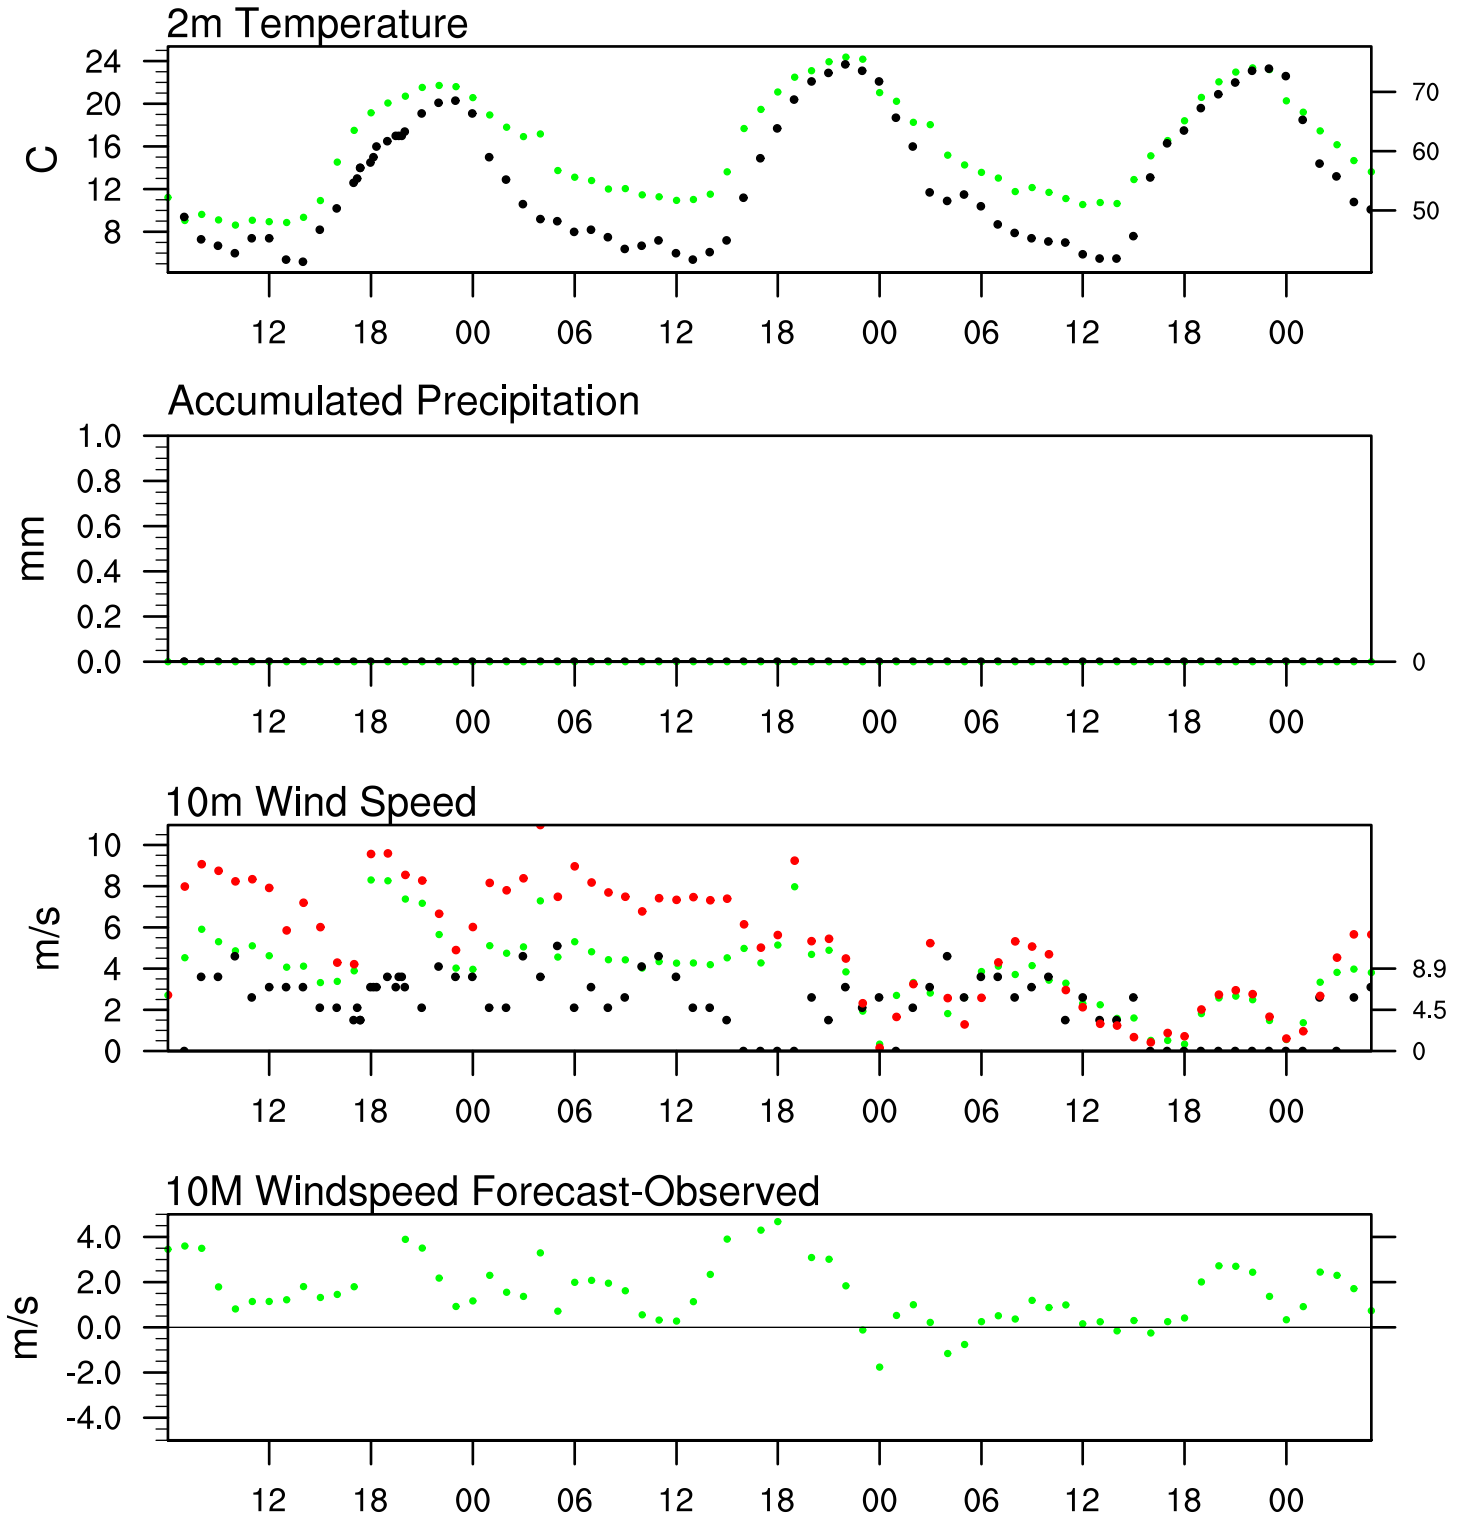 2m Temperature
24
20
16
12
8
C
70
60
50
12 18 00 06 12 18 00 06 12 18 00
Accumulated Precipitation
1.0
0.8
0.6
0.4
0.2
0.0
mm
0
12 18 00 06 12 18 00 06 12 18 00
10m Wind Speed
10
8
6
4
2
0
m/s
8.9
4.5
0
12 18 00 06 12 18 00 06 12 18 00
10M Windspeed Forecast-Observed
4.0
2.0
0.0
-2.0
-4.0
m/s
12 18 00 06 12 18 00 06 12 18 00